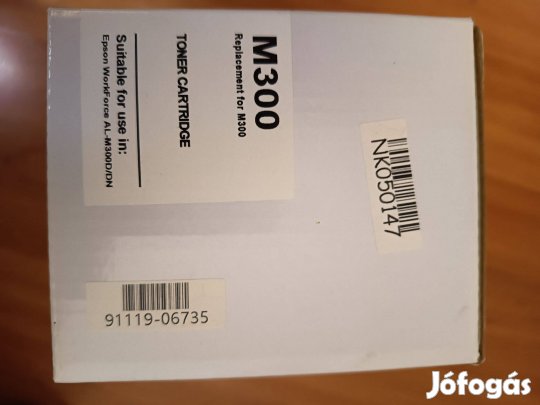 M300
Replacement for M300
TONER CARTRIDGE
Suitable for use in:
Epson WorkForce AL-M300D/DN
NK050147
91119-06735
Jófogás